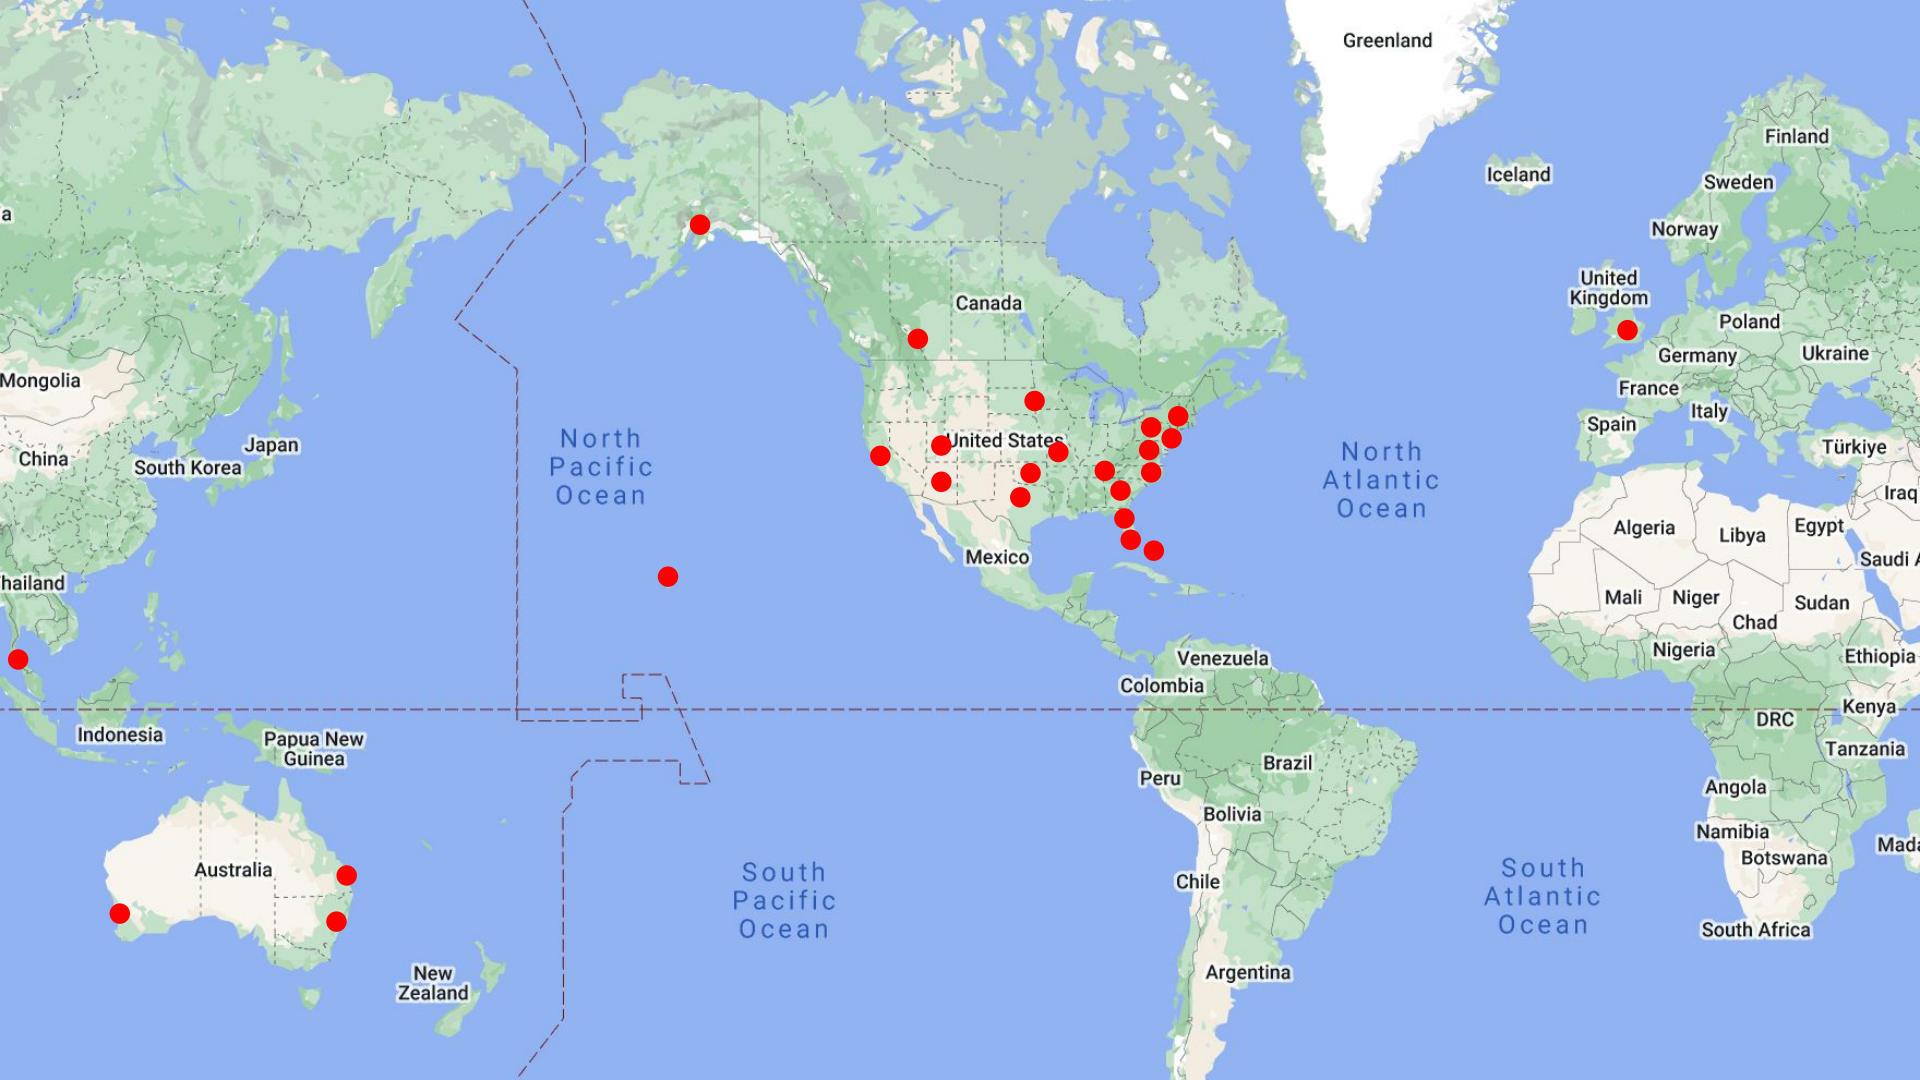 Greenland
Finland
Iceland
Sweden
a
Norway
United
Kingdom
Canada
Poland
Ukraine
Germany
Mongolia
France
Italy
Spain
North
Pacific
Ocean
United States
Japan
China
South Korea
Türkiye
North
Atlantic
Ocean
Iraq
Algeria
Libya
Egypt
Mexico
Saudi A
hailand
Mali
Niger
Sudan
Chad
Nigeria
Ethiopia
Venezuela
Colombia
Kenya
DRC
Indonesia
Papua New
Guinea
Tanzania
Brazil
Peru
Angola
Bolivia
Namibia
Mada
Botswana
Australia
South
Pacific
Ocean
Chile
South
Atlantic
Ocean
South Africa
New
Zealand
Argentina